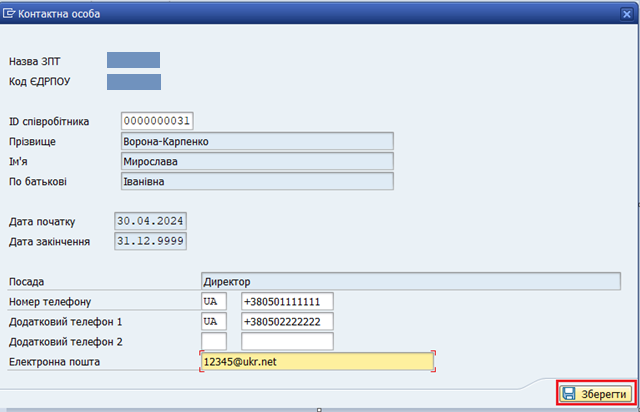 Контактна особа
Назва ЗПТ
Код ЄДРПОУ
ID співробітника 0000000031
Прізвище Ворона-Карпенко
Ім'я Мирослава
По батькові Іванівна
Дата початку 30.04.2024
Дата закінчення 31.12.9999
Посада Директор
Номер телефону UA +380501111111
Додатковий телефон 1 UA +380502222222
Додатковий телефон 2
Електронна пошта 12345@ukr.net
Зберегти